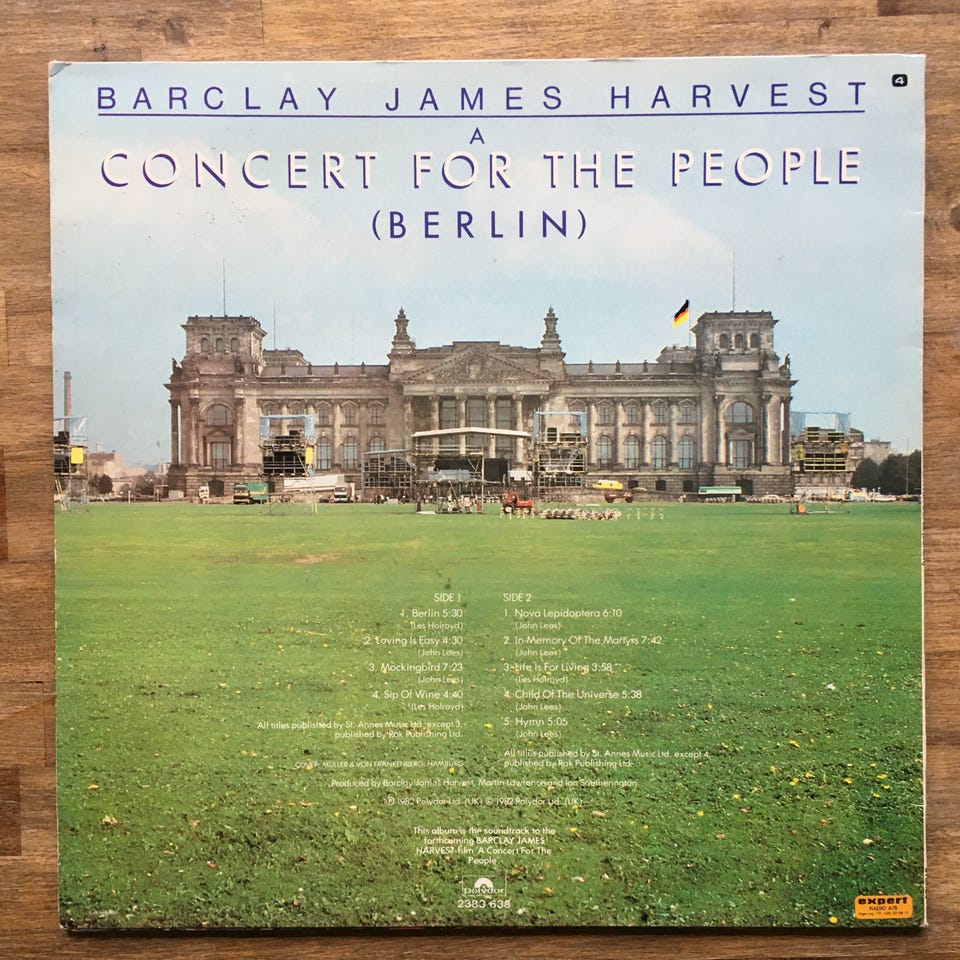 BARCLAY JAMES HARVEST
4
A
CONCERT FOR THE PEOPLE
(BERLIN)
SIDE 1
1. Berlin 5:30
(Les Holroyd)
2. Loving Is Easy 4:30
(John Lees)
3. Mockingbird 7:23
(John Lees)
4. Sip Of Wine 4:40
(Les Holroyd)
All titles published by St. Annes Music Ltd. except 3,
published by Rak Publishing Ltd.
COVER: MÜLLER & VON FRANKENBERG, HAMBURG
SIDE 2
1. Nova Lepidoptera 6:10
(John Lees)
2. In Memory Of The Martyrs 7:42
(John Lees)
3. Life Is For Living 3:58
(Les Holroyd)
4. Child Of The Universe 5:38
(John Lees)
5. Hymn 5:05
(John Lees)
All titles published by St. Annes Music Ltd. except 4,
published by Rak Publishing Ltd.
Produced by Barclay James Harvest, Martin Lawrence and Ian Southerington
℗ 1982 Polydor Ltd. (UK) © 1982 Polydor Ltd. (UK)
This album is the soundtrack to the
forthcoming BARCLAY JAMES
HARVEST-film 'A Concert For The
People'.
polydor
2383 638
expert
RADIO A/S